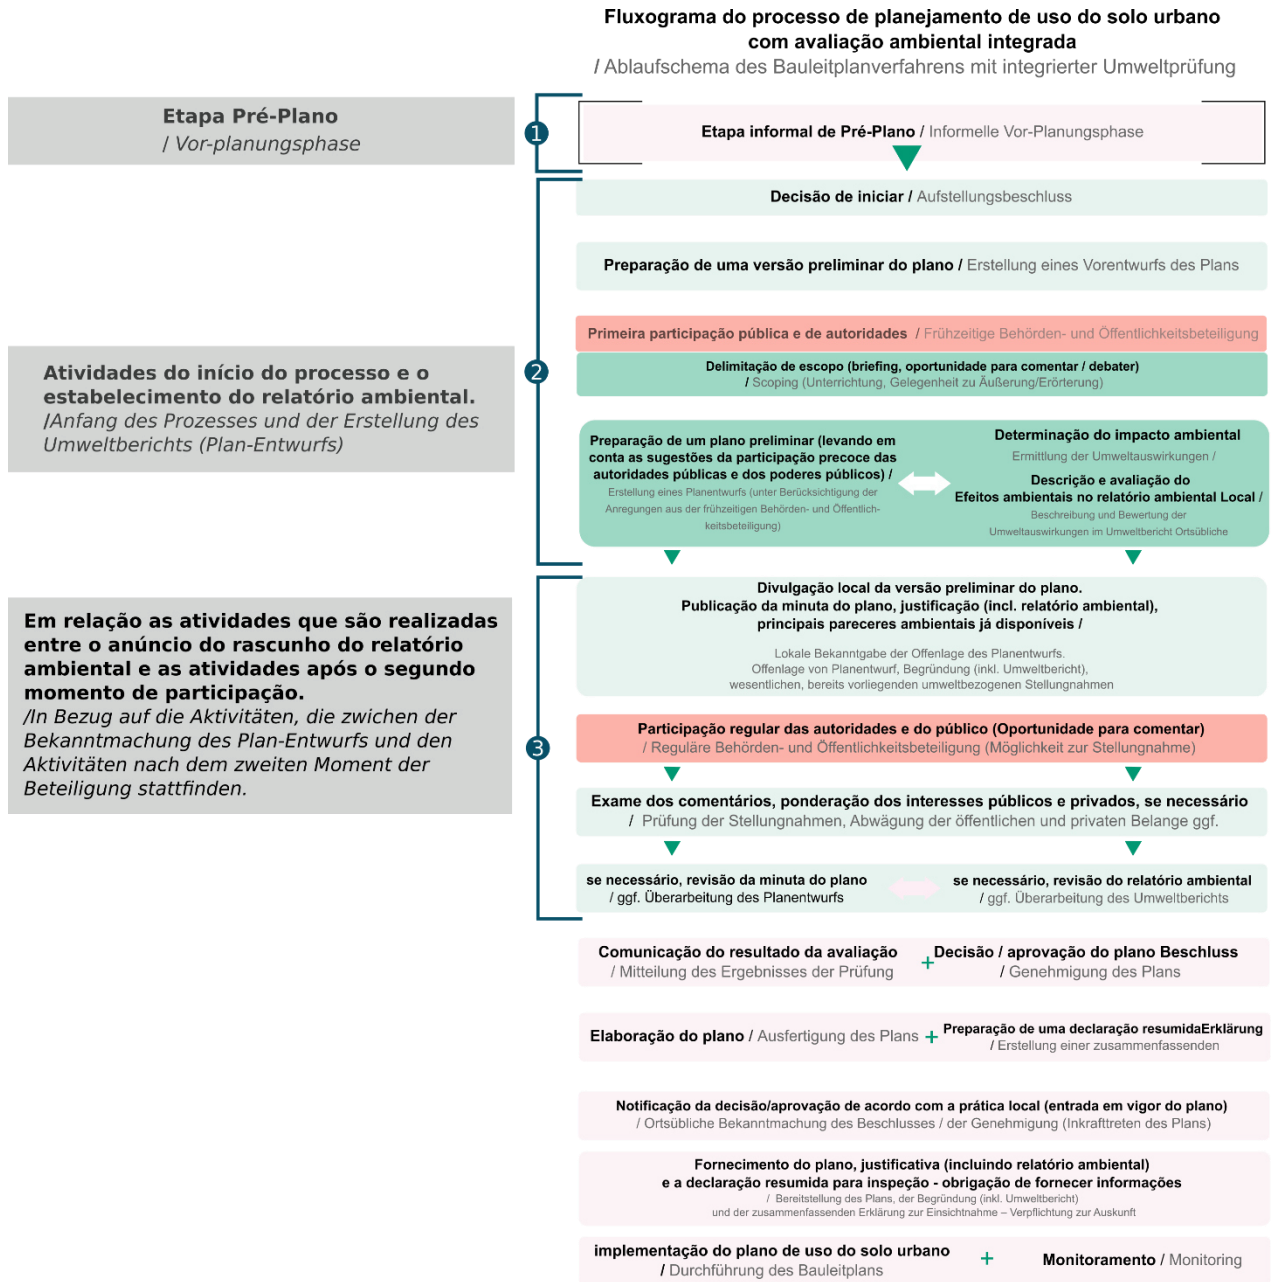 Fluxograma do processo de planejamento de uso do solo urbano
com avaliação ambiental integrada
/ Ablaufschema des Bauleitplanverfahrens mit integrierter Umweltprüfung
Etapa Pré-Plano
/ Vor-planungsphase
1
Etapa informal de Pré-Plano / Informelle Vor-Planungsphase
Decisão de iniciar / Aufstellungsbeschluss
Preparação de uma versão preliminar do plano / Erstellung eines Vorentwurfs des Plans
Primeira participação pública e de autoridades / Frühzeitige Behörden- und Öffentlichkeitsbeteiligung
Atividades do início do processo e o
estabelecimento do relatório ambiental.
/Anfang des Prozesses und der Erstellung des
Umweltberichts (Plan-Entwurfs)
2
Delimitação de escopo (briefing, oportunidade para comentar / debater)
/ Scoping (Unterrichtung, Gelegenheit zu Äußerung/Erörterung)
Preparação de um plano preliminar (levando em
conta as sugestões da participação precoce das
autoridades públicas e dos poderes públicos) /
Erstellung eines Planentwurfs (unter Berücksichtigung der
Anregungen aus der frühzeitigen Behörden- und Öffentlich-
keitsbeteiligung)
Determinação do impacto ambiental
Ermittlung der Umweltauswirkungen /
Descrição e avaliação do
Efeitos ambientais no relatório ambiental Local /
Beschreibung und Bewertung der
Umweltauswirkungen im Umweltbericht Ortsübliche
Em relação as atividades que são realizadas
entre o anúncio do rascunho do relatório
ambiental e as atividades após o segundo
momento de participação.
/In Bezug auf die Aktivitäten, die zwichen der
Bekanntmachung des Plan-Entwurfs und den
Aktivitäten nach dem zweiten Moment der
Beteiligung stattfinden.
3
Divulgação local da versão preliminar do plano.
Publicação da minuta do plano, justificação (incl. relatório ambiental),
principais pareceres ambientais já disponíveis /
Lokale Bekanntgabe der Offenlage des Planentwurfs.
Offenlage von Planentwurf, Begründung (inkl. Umweltbericht),
wesentlichen, bereits vorliegenden umweltbezogenen Stellungnahmen
Participação regular das autoridades e do público (Oportunidade para comentar)
/ Reguläre Behörden- und Öffentlichkeitsbeteiligung (Möglichkeit zur Stellungnahme)
Exame dos comentários, ponderação dos interesses públicos e privados, se necessário
/ Prüfung der Stellungnahmen, Abwägung der öffentlichen und privaten Belange ggf.
se necessário, revisão da minuta do plano
/ ggf. Überarbeitung des Planentwurfs
se necessário, revisão do relatório ambiental
/ ggf. Überarbeitung des Umweltberichts
Comunicação do resultado da avaliação
/ Mitteilung des Ergebnisses der Prüfung
+
Decisão / aprovação do plano Beschluss
/ Genehmigung des Plans
Elaboração do plano / Ausfertigung des Plans
+
Preparação de uma declaração resumidaErklärung
/ Erstellung einer zusammenfassenden
Notificação da decisão/aprovação de acordo com a prática local (entrada em vigor do plano)
/ Ortsübliche Bekanntmachung des Beschlusses / der Genehmigung (Inkrafttreten des Plans)
Fornecimento do plano, justificativa (incluindo relatório ambiental)
e a declaração resumida para inspeção - obrigação de fornecer informações
/ Bereitstellung des Plans, der Begründung (inkl. Umweltbericht)
und der zusammenfassenden Erklärung zur Einsichtnahme – Verpflichtung zur Auskunft
implementação do plano de uso do solo urbano
/ Durchführung des Bauleitplans
+
Monitoramento / Monitoring